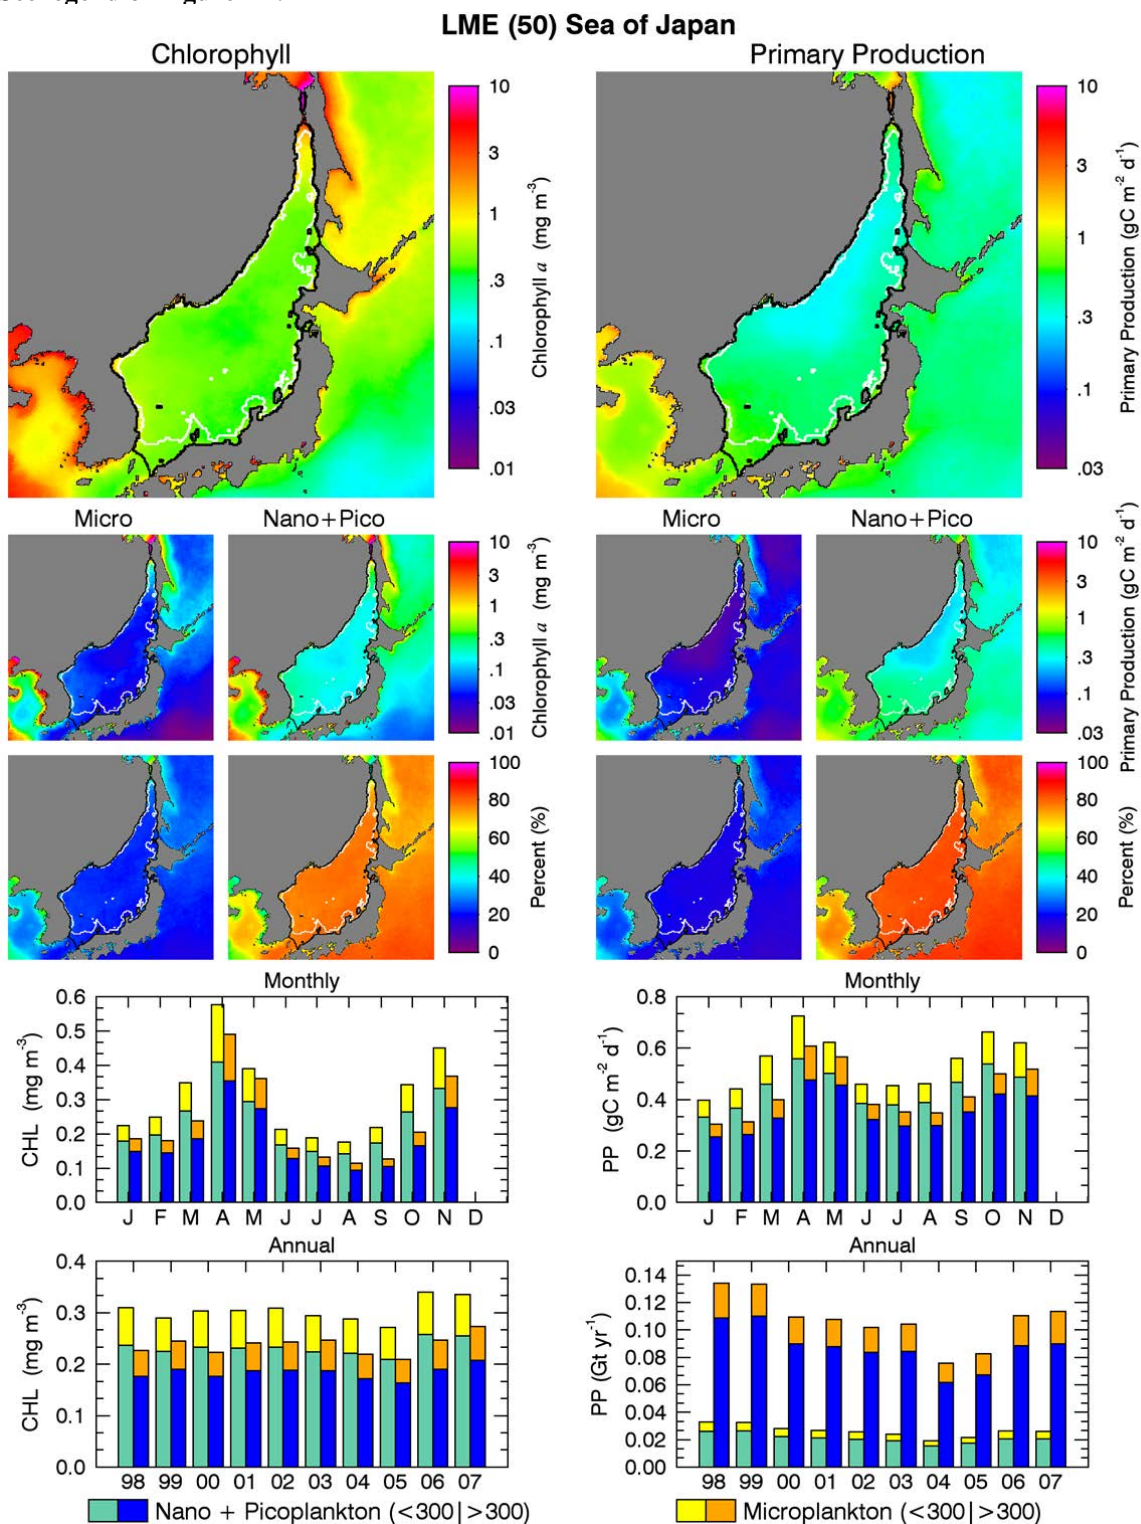 LME (50) Sea of Japan
Chlorophyll
Primary Production
10
3
1
.3
.1
.03
.01
Chlorophyll a (mg m-3)
10
3
1
.3
.1
.03
Primary Production (gC m-2 d-1)
Micro
Nano+Pico
Micro
Nano+Pico
10
3
1
.3
.1
.03
.01
Chlorophyll a (mg m-3)
10
3
1
.3
.1
.03
Primary Production (gC m-2 d-1)
100
80
60
40
20
0
Percent (%)
100
80
60
40
20
0
Percent (%)
Monthly
Monthly
CHL (mg m-3)
0.6
0.5
0.4
0.3
0.2
0.1
0.0
J F M A M J J A S O N D
PP (gC m-2 d-1)
0.8
0.6
0.4
0.2
0.0
J F M A M J J A S O N D
Annual
Annual
CHL (mg m-3)
0.4
0.3
0.2
0.1
0.0
98 99 00 01 02 03 04 05 06 07
PP (Gt yr-1)
0.14
0.12
0.10
0.08
0.06
0.04
0.02
0.00
98 99 00 01 02 03 04 05 06 07
Nano + Picoplankton (<300|>300)
Microplankton (<300|>300)